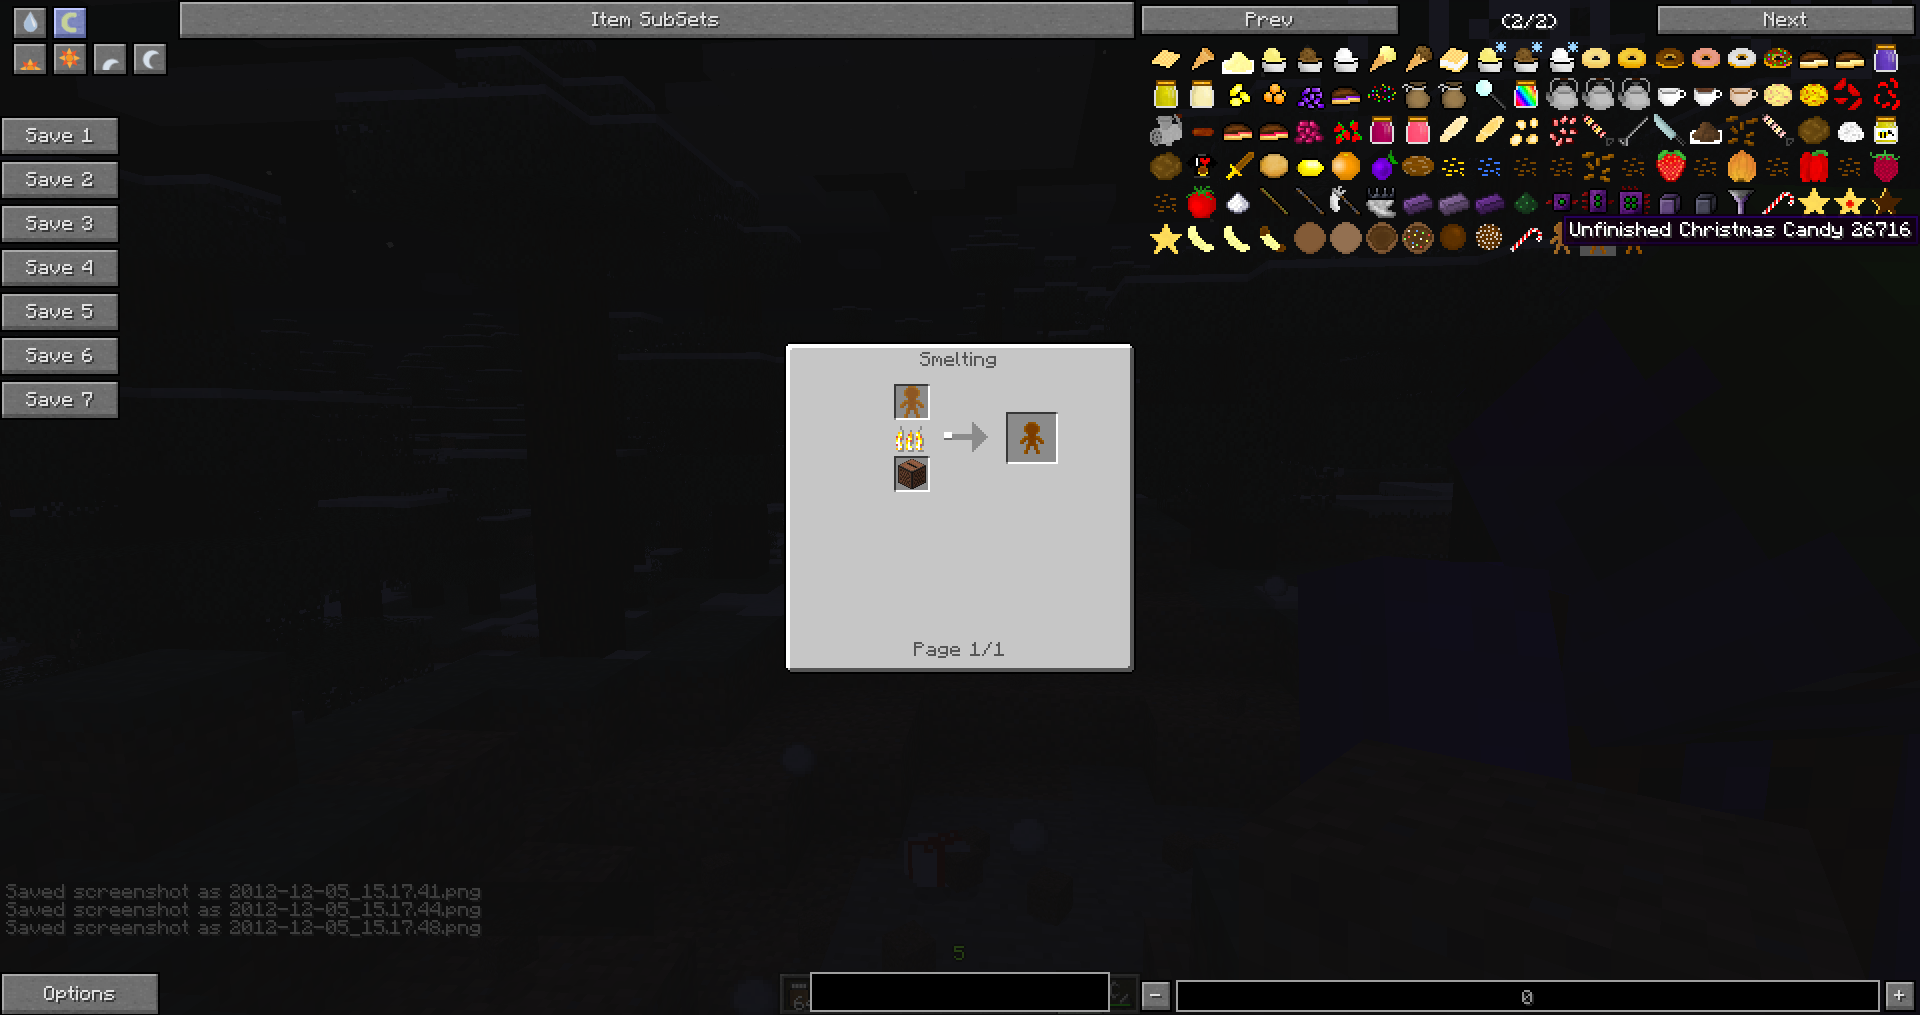 Item SubSets
Prev
(2/2)
Next
Save 1
Save 2
Save 3
Save 4
Save 5
Save 6
Save 7
Unfinished Christmas Candy 26716
Smelting
Page 1/1
Saved screenshot as 2012-12-05_15.17.41.png
Saved screenshot as 2012-12-05_15.17.44.png
Saved screenshot as 2012-12-05_15.17.48.png
5
Options
-
0
+